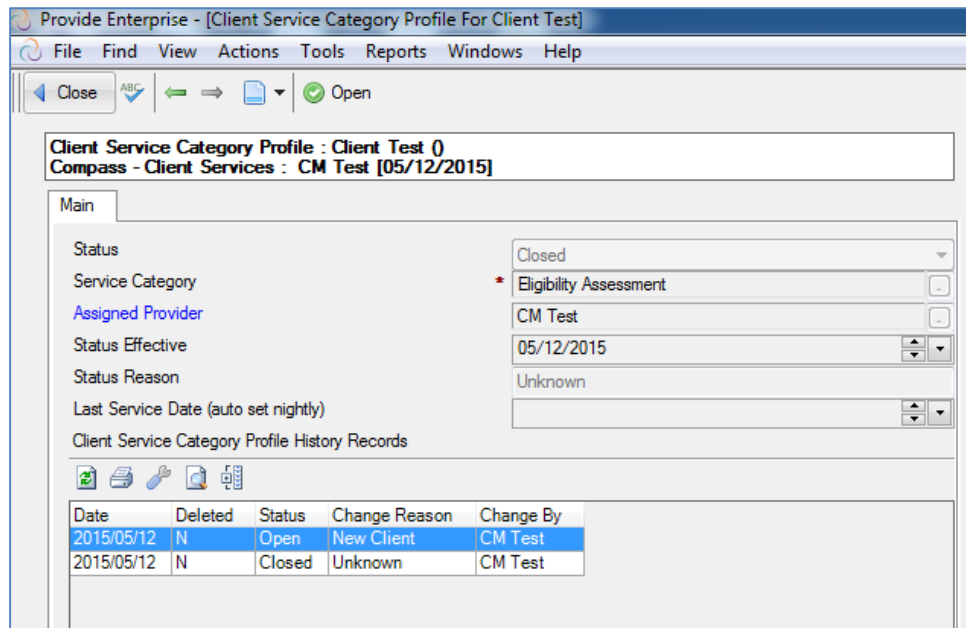 Provide Enterprise - [Client Service Category Profile For Client Test]
File Find View Actions Tools Reports Windows Help
Close ABC Open
Client Service Category Profile : Client Test ()
Compass - Client Services : CM Test [05/12/2015]
Main
Status Closed
Service Category * Eligibility Assessment
Assigned Provider CM Test
Status Effective 05/12/2015
Status Reason Unknown
Last Service Date (auto set nightly)
Client Service Category Profile History Records
Date Deleted Status Change Reason Change By
2015/05/12 N Open New Client CM Test
2015/05/12 N Closed Unknown CM Test